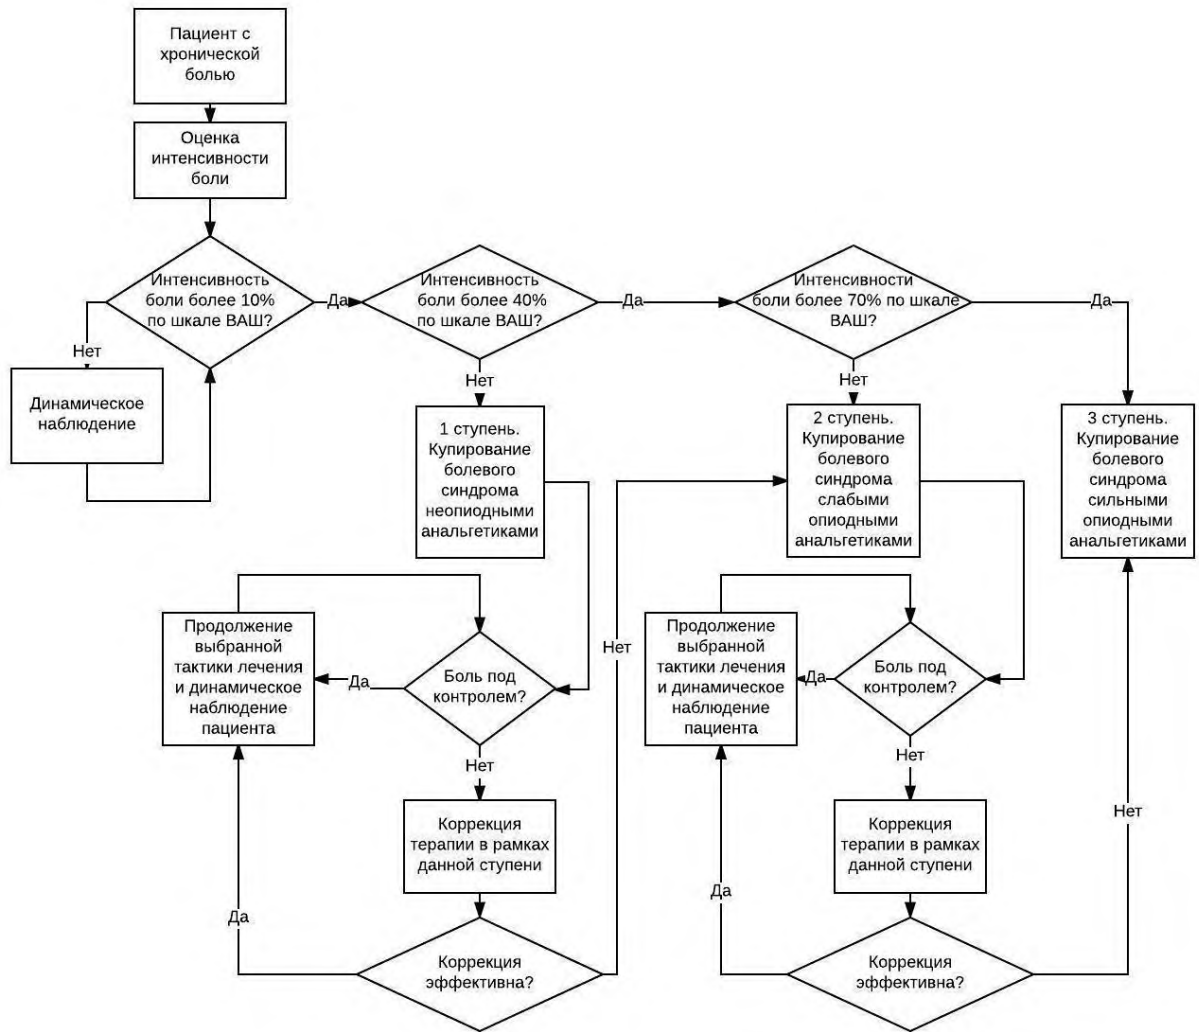 Пациент с
хронической
болью
Оценка
интенсивности
боли
Интенсивность
боли более 10%
по шкале ВАШ?
Да
Интенсивность
боли более 40%
по шкале ВАШ?
Да
Интенсивности
боли более 70% по шкале
ВАШ?
Да
Нет
Динамическое
наблюдение
Нет
1 ступень.
Купирование
болевого
синдрома
неопиодными
анальгетиками
Нет
2 ступень.
Купирование
болевого
синдрома
слабыми
опиодными
анальгетиками
3 ступень.
Купирование
болевого
синдрома
сильными
опиодными
анальгетиками
Продолжение
выбранной
тактики лечения
и динамическое
наблюдение
пациента
Да
Боль под
контролем?
Нет
Продолжение
выбранной
тактики лечения
и динамическое
наблюдение
пациента
Да
Боль под
контролем?
Нет
Нет
Коррекция
терапии в рамках
данной ступени
Коррекция
терапии в рамках
данной ступени
Нет
Да
Коррекция
эффективна?
Да
Коррекция
эффективна?